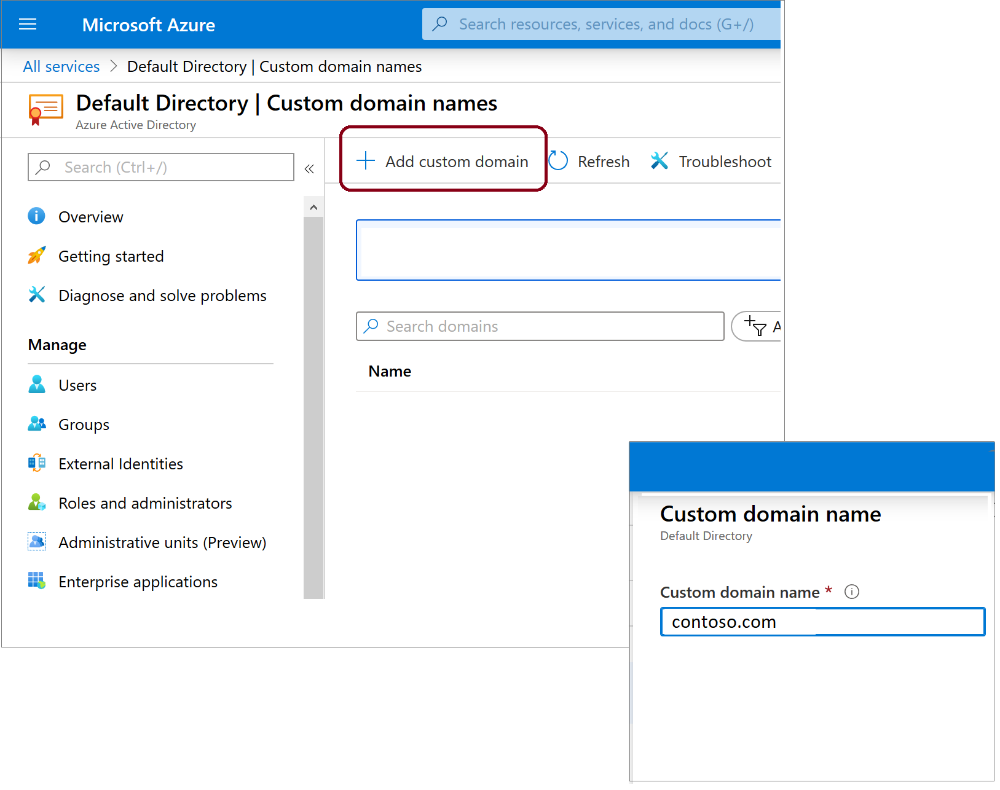 Microsoft Azure
Search resources, services, and docs (G+/)
All services > Default Directory | Custom domain names
Default Directory | Custom domain names
Azure Active Directory
Search (Ctrl+/)
Add custom domain
Refresh
Troubleshoot
Overview
Getting started
Diagnose and solve problems
Manage
Users
Groups
External Identities
Roles and administrators
Administrative units (Preview)
Enterprise applications
Search domains
A
Name
Custom domain name
Default Directory
Custom domain name *
contoso.com